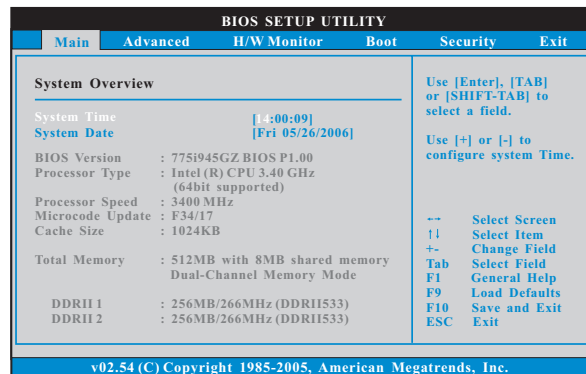 BIOS SETUP UTILITY
Main Advanced H/W Monitor Boot Security Exit
System Overview
System Time [14:00:09]
System Date [Fri 05/26/2006]
BIOS Version : 775i945GZ BIOS P1.00
Processor Type : Intel (R) CPU 3.40 GHz
(64bit supported)
Processor Speed : 3400 MHz
Microcode Update : F34/17
Cache Size : 1024KB
Total Memory : 512MB with 8MB shared memory
Dual-Channel Memory Mode
DDRII 1 : 256MB/266MHz (DDRII533)
DDRII 2 : 256MB/266MHz (DDRII533)
Use [Enter], [TAB]
or [SHIFT-TAB] to
select a field.
Use [+] or [-] to
configure system Time.
←→ Select Screen
↑↓ Select Item
+- Change Field
Tab Select Field
F1 General Help
F9 Load Defaults
F10 Save and Exit
ESC Exit
v02.54 (C) Copyright 1985-2005, American Megatrends, Inc.